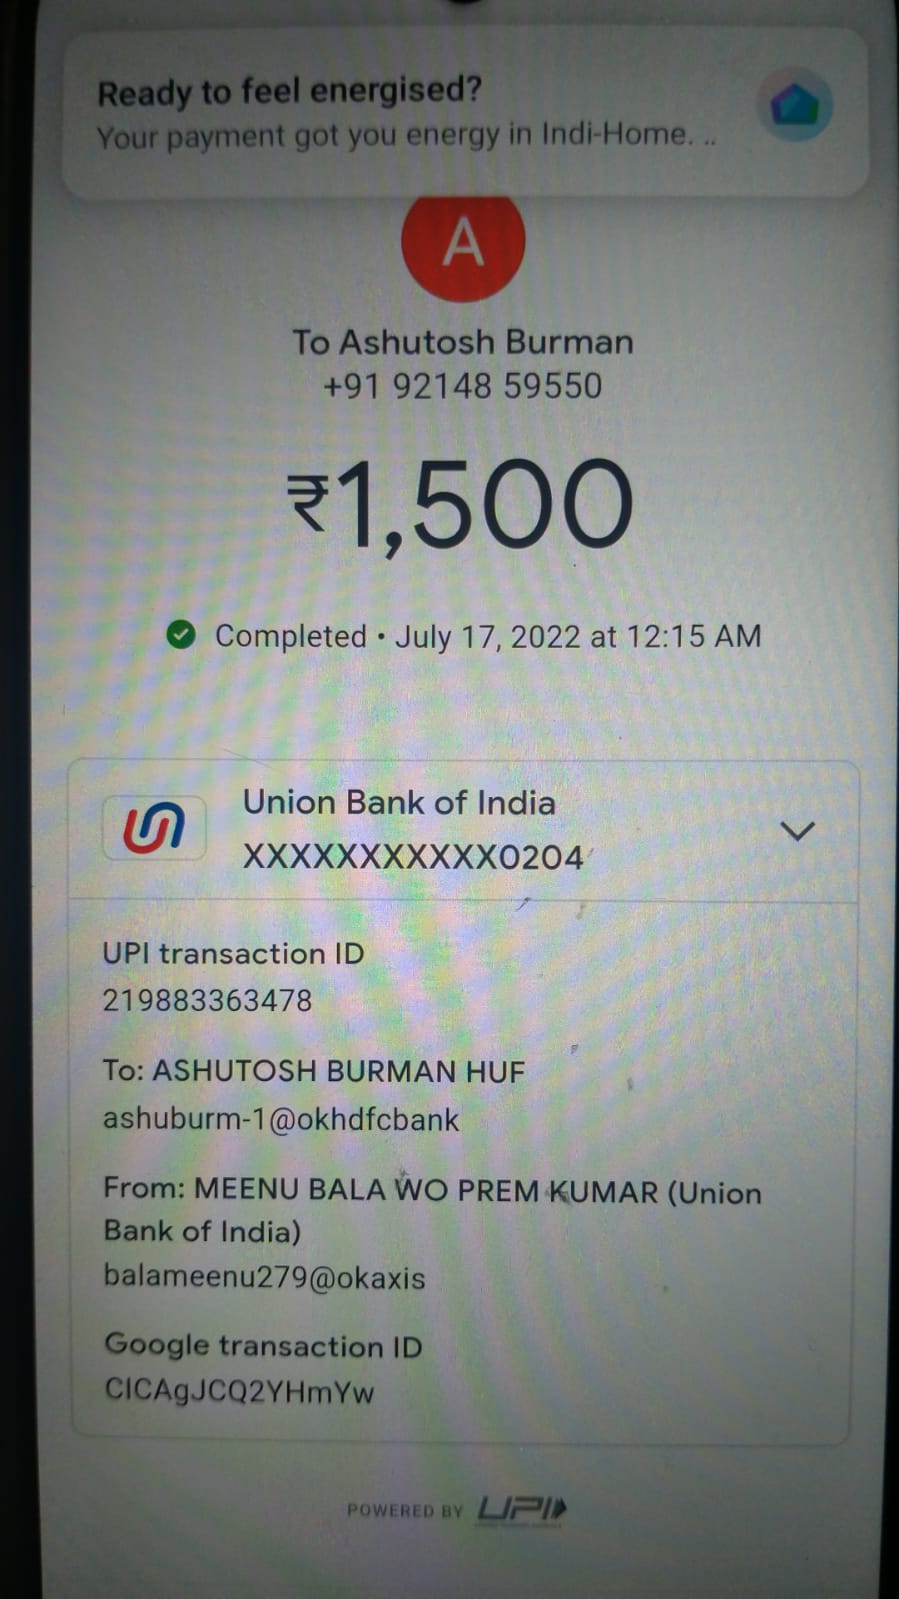 Ready to feel energised?
Your payment got you energy in Indi-Home. ..
A
To Ashutosh Burman
+91 92148 59550
₹1,500
Completed • July 17, 2022 at 12:15 AM
Union Bank of India
XXXXXXXXXXX0204
UPI transaction ID
219883363478
To: ASHUTOSH BURMAN HUF
ashuburm-1@okhdfcbank
From: MEENU BALA WO PREM KUMAR (Union
Bank of India)
balameenu279@okaxis
Google transaction ID
CICAgJCQ2YHmYw
POWERED BY UPI